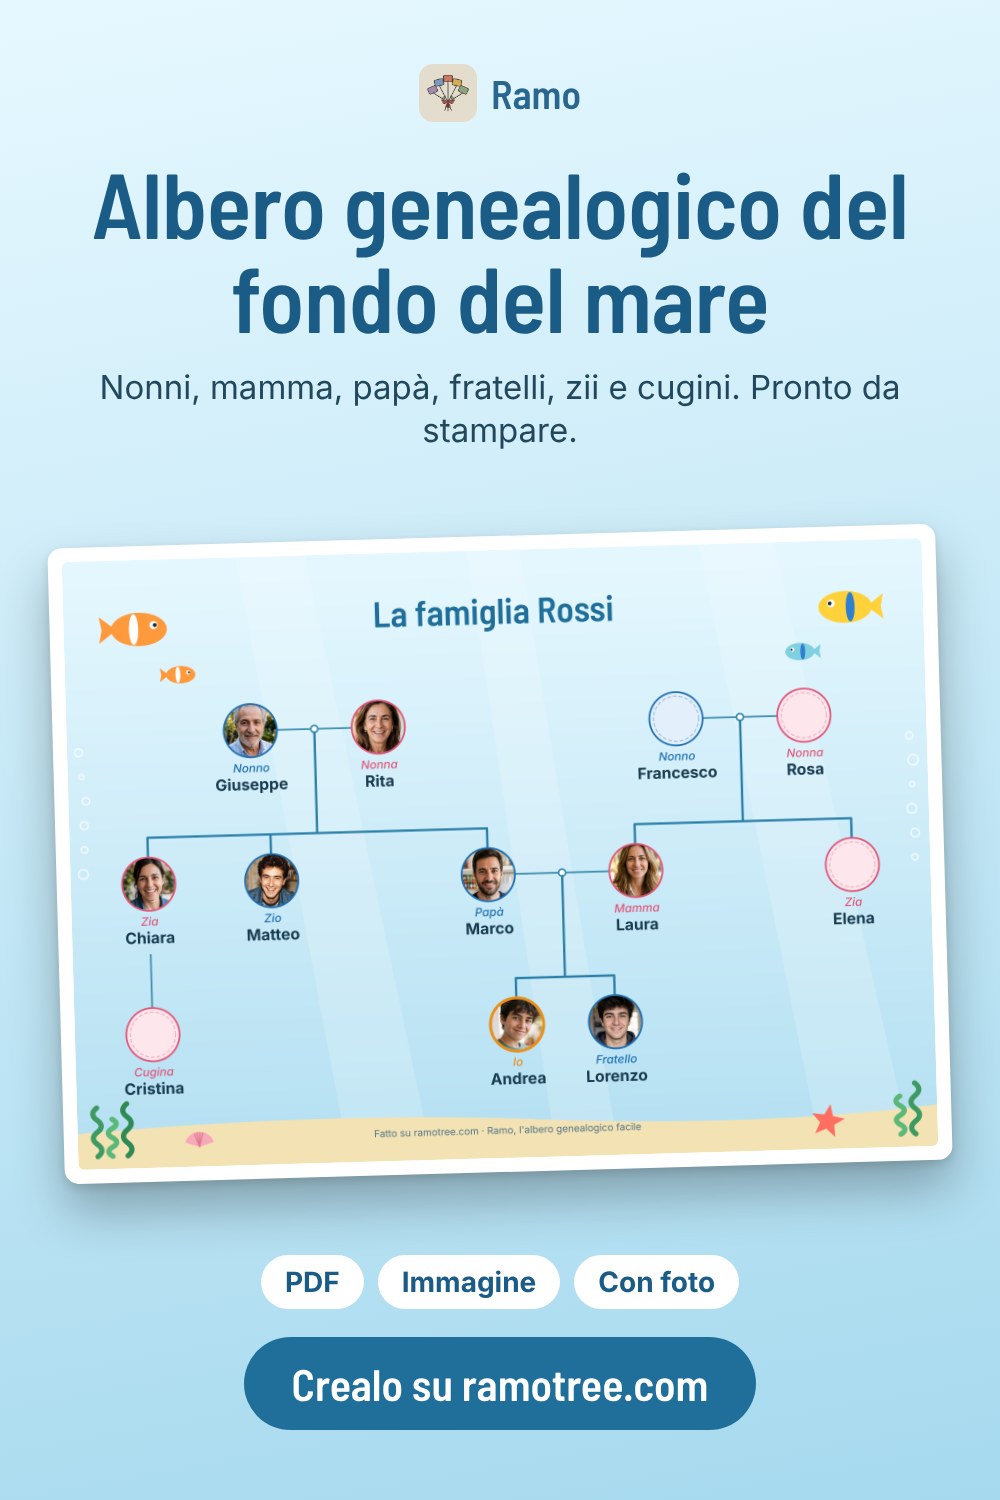 Ramo
Albero genealogico del
fondo del mare
Nonni, mamma, papà, fratelli, zii e cugini. Pronto da
stampare.
La famiglia Rossi
Nonno
Giuseppe
Nonna
Rita
Nonno
Francesco
Nonna
Rosa
Zia
Chiara
Zio
Matteo
Papà
Marco
Mamma
Laura
Zia
Elena
Cugina
Cristina
Io
Andrea
Fratello
Lorenzo
Fatto su ramotree.com · Ramo, l'albero genealogico facile
PDF
Immagine
Con foto
Crealo su ramotree.com